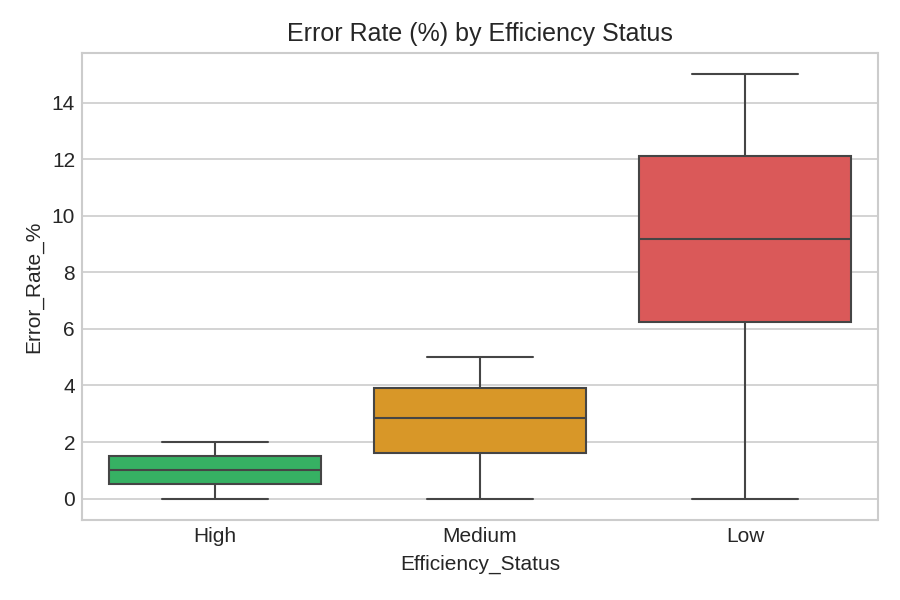 Error Rate (%) by Efficiency Status
Error_Rate_%
14
12
10
8
6
4
2
0
High Medium Low
Efficiency_Status